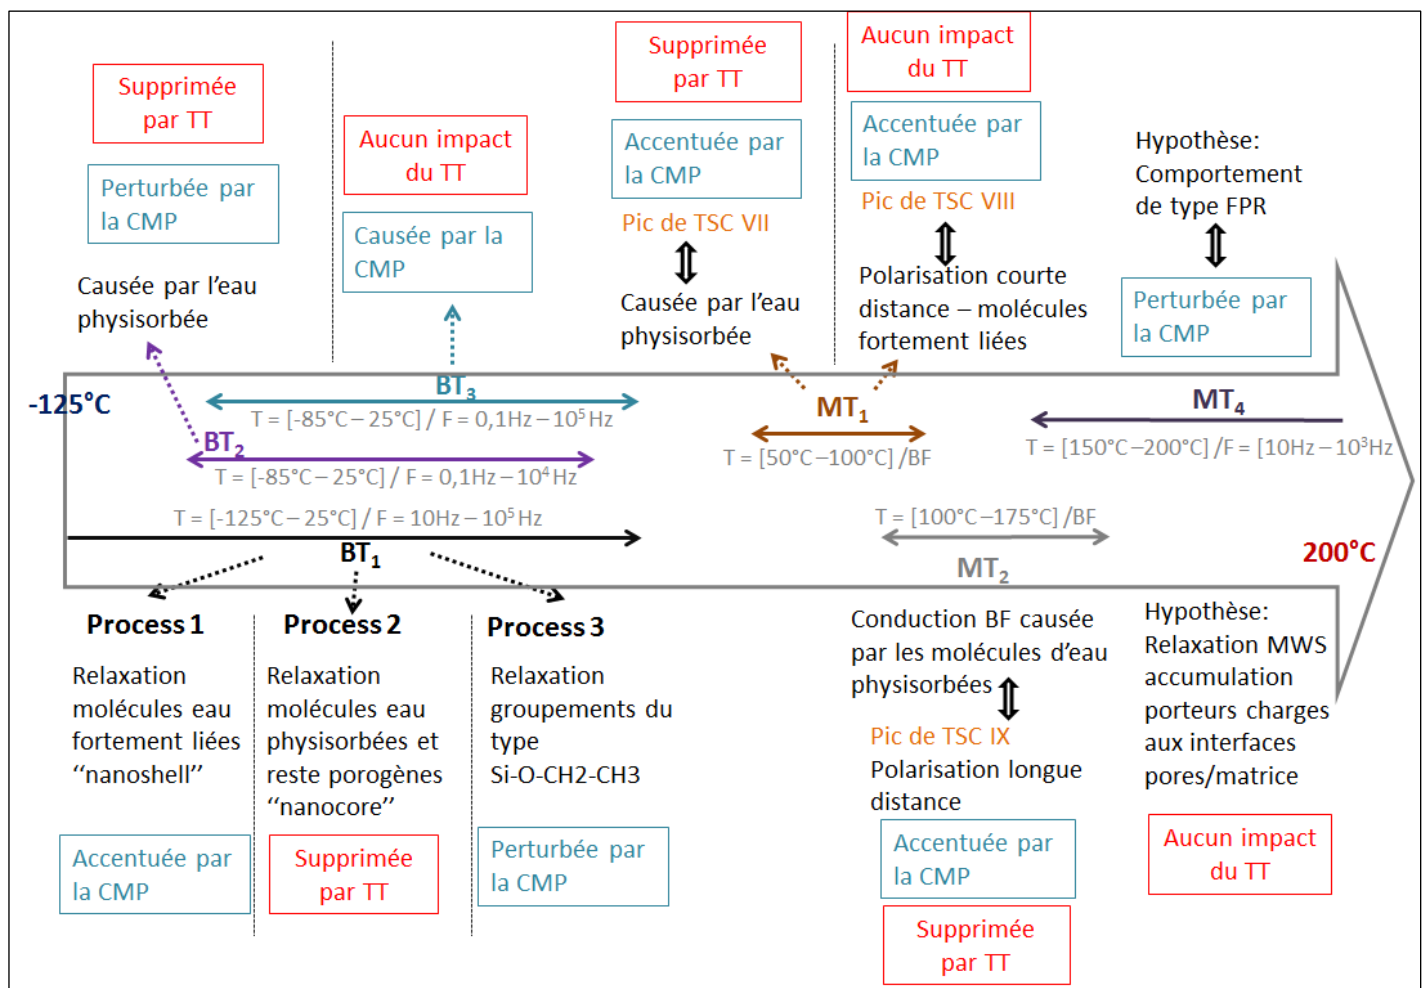 Supprimée
par TT
Perturbée par
la CMP
Causée par l’eau
physisorbée
Aucun impact
du TT
Causée par la
CMP
Supprimée
par TT
Accentuée par
la CMP
Pic de TSC VII
Causée par l’eau
physisorbée
Aucun impact
du TT
Accentuée par
la CMP
Pic de TSC VIII
Polarisation courte
distance – molécules
fortement liées
Hypothèse:
Comportement
de type FPR
Perturbée par
la CMP
-125°C
BT3
T = [-85°C – 25°C] / F = 0,1Hz – 10⁵ Hz
BT2
T = [-85°C – 25°C] / F = 0,1Hz – 10⁴ Hz
T = [-125°C – 25°C] / F = 10Hz – 10⁵ Hz
BT1
MT1
T = [50°C–100°C] /BF
MT4
T = [150°C–200°C] /F = [10Hz – 10³Hz
T = [100°C–175°C] /BF
MT2
200°C
Process 1
Relaxation
molécules eau
fortement liées
“nanoshell”
Accentuée par
la CMP
Process 2
Relaxation
molécules eau
physisorbées et
reste porogènes
“nanocore”
Supprimée
par TT
Process 3
Relaxation
groupements du
type
Si-O-CH2-CH3
Perturbée par
la CMP
Conduction BF causée
par les molécules d’eau
physisorbées
Pic de TSC IX
Polarisation longue
distance
Accentuée par
la CMP
Supprimée
par TT
Hypothèse:
Relaxation MWS
accumulation
porteurs charges
aux interfaces
pores/matrice
Aucun impact
du TT